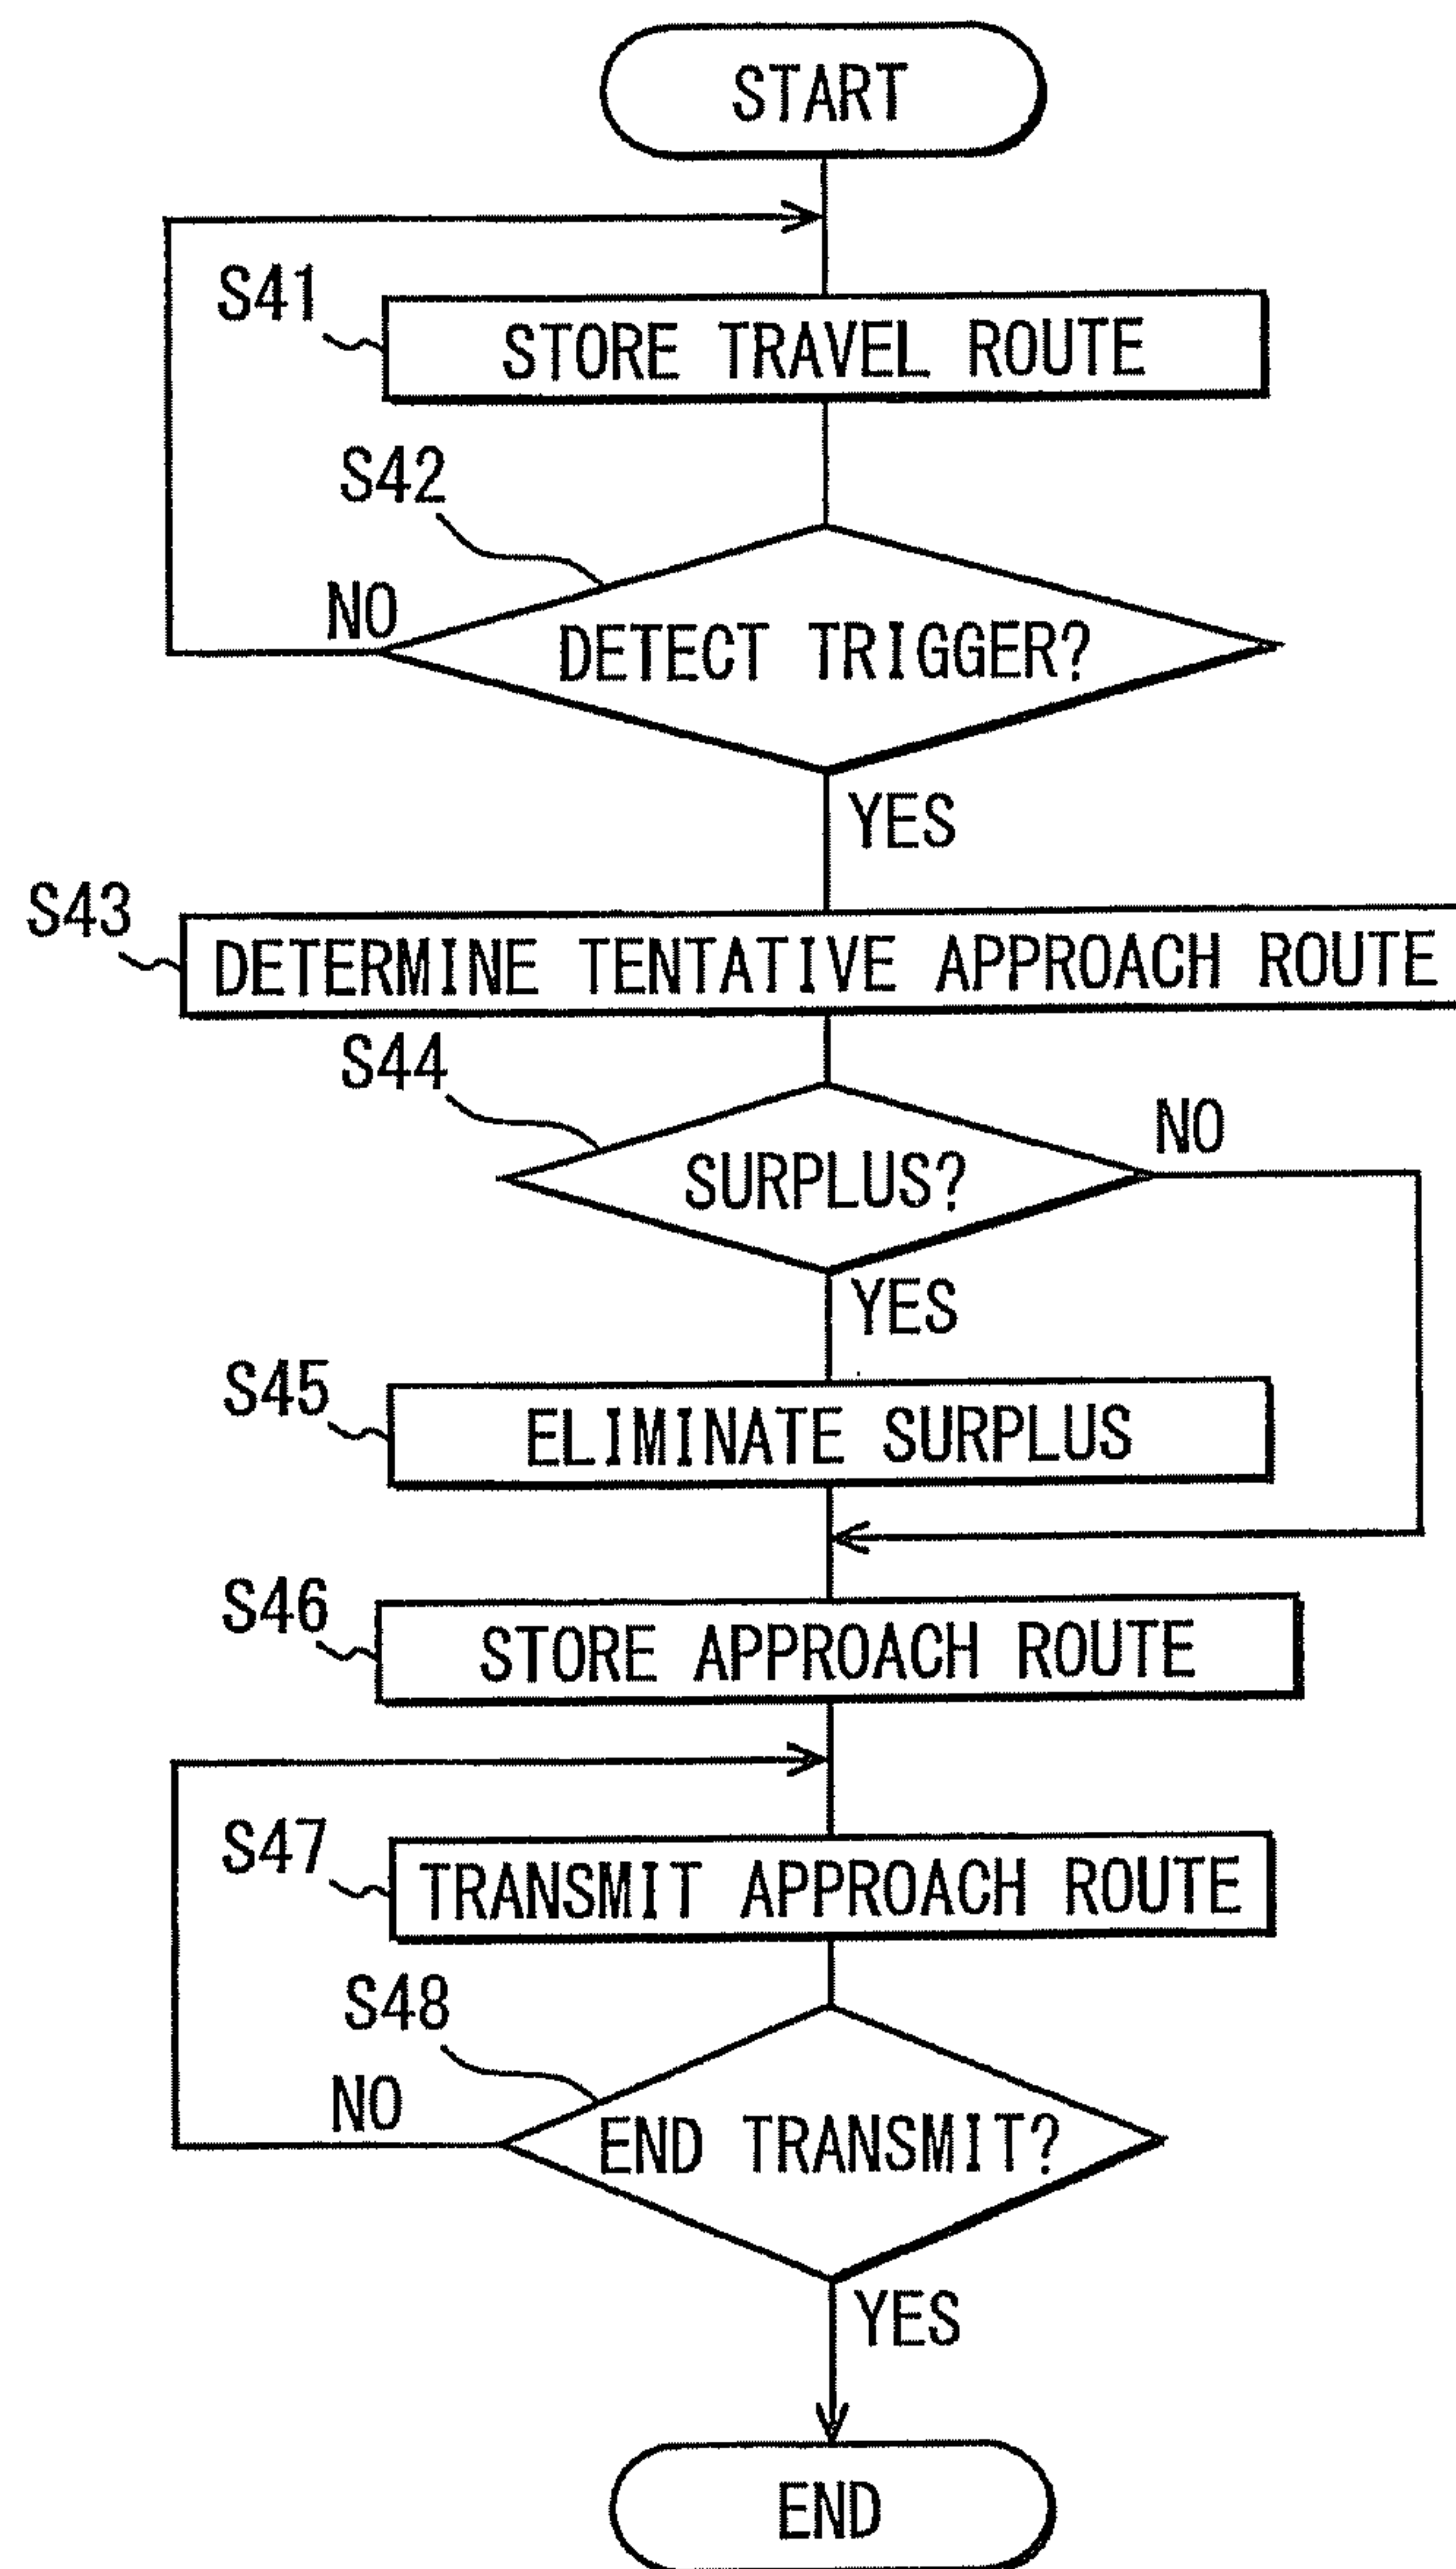 START
S41
STORE TRAVEL ROUTE
S42
NO
DETECT TRIGGER?
YES
S43
DETERMINE TENTATIVE APPROACH ROUTE
S44
NO
SURPLUS?
YES
S45
ELIMINATE SURPLUS
S46
STORE APPROACH ROUTE
S47
TRANSMIT APPROACH ROUTE
S48
NO
END TRANSMIT?
YES
END